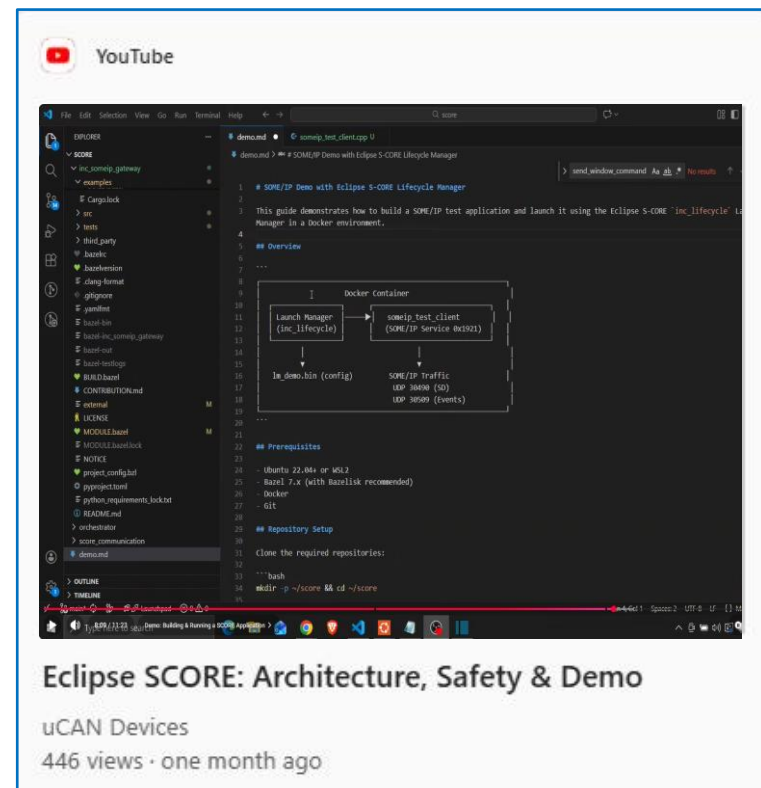 YouTube
File Edit Selection View Go Run Terminal Help
score
EXPLORER
demo.md
someip_test_client.cpp U
SCORE
demo.md > # SOME/IP Demo with Eclipse S-CORE Lifecycle Manager
inc_someip_gateway
send_window_command Aa ab .* No results
examples
Cargo.lock
src
tests
third_party
.bazelrc
.bazelversion
.clang-format
.gitignore
.yamlfmt
bazel-bin
bazel-inc_someip_gateway
bazel-out
bazel-testlogs
BUILD.bazel
CONTRIBUTION.md
external M
LICENSE
MODULE.bazel M
MODULE.bazel.lock
NOTICE
project_config.bzl
pyproject.toml
python_requirements_lock.txt
README.md
orchestrator
score_communication
demo.md
OUTLINE
TIMELINE
1 # SOME/IP Demo with Eclipse S-CORE Lifecycle Manager
2
3 This guide demonstrates how to build a SOME/IP test application and launch it using the Eclipse S-CORE `inc_lifecycle` La
Manager in a Docker environment.
4
5 ## Overview
6
7 ---
8
9 Docker Container
10
11 Launch Manager someip_test_client
12 (inc_lifecycle) (SOME/IP Service 0x1921)
13
14
15
16 lm_demo.bin (config) SOME/IP Traffic
17 UDP 30490 (SD)
18 UDP 30509 (Events)
19
20 ---
21
22 ## Prerequisites
23
24 - Ubuntu 22.04+ or WSL2
25 - Bazel 7.x (with Bazelisk recommended)
26 - Docker
27 - Git
28
29 ## Repository Setup
30
31 Clone the required repositories:
32
33 ```bash
34 mkdir -p ~/score && cd ~/score
35
main Launchpad 0 0
Spaces: 2 UTF-8 LF {} M
8:09 / 11:23 Demo: Building & Running a SCORE Application >
Eclipse SCORE: Architecture, Safety & Demo
uCAN Devices
446 views · one month ago